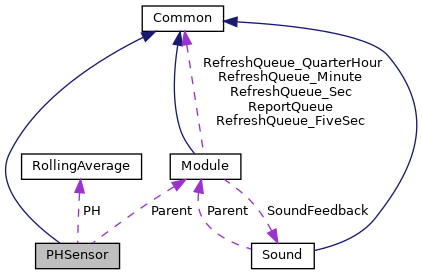 Common
RefreshQueue_QuarterHour
RefreshQueue_Minute
RefreshQueue_Sec
ReportQueue
RefreshQueue_FiveSec
RollingAverage
Module
PH
Parent
Parent
SoundFeedback
PHSensor
Sound